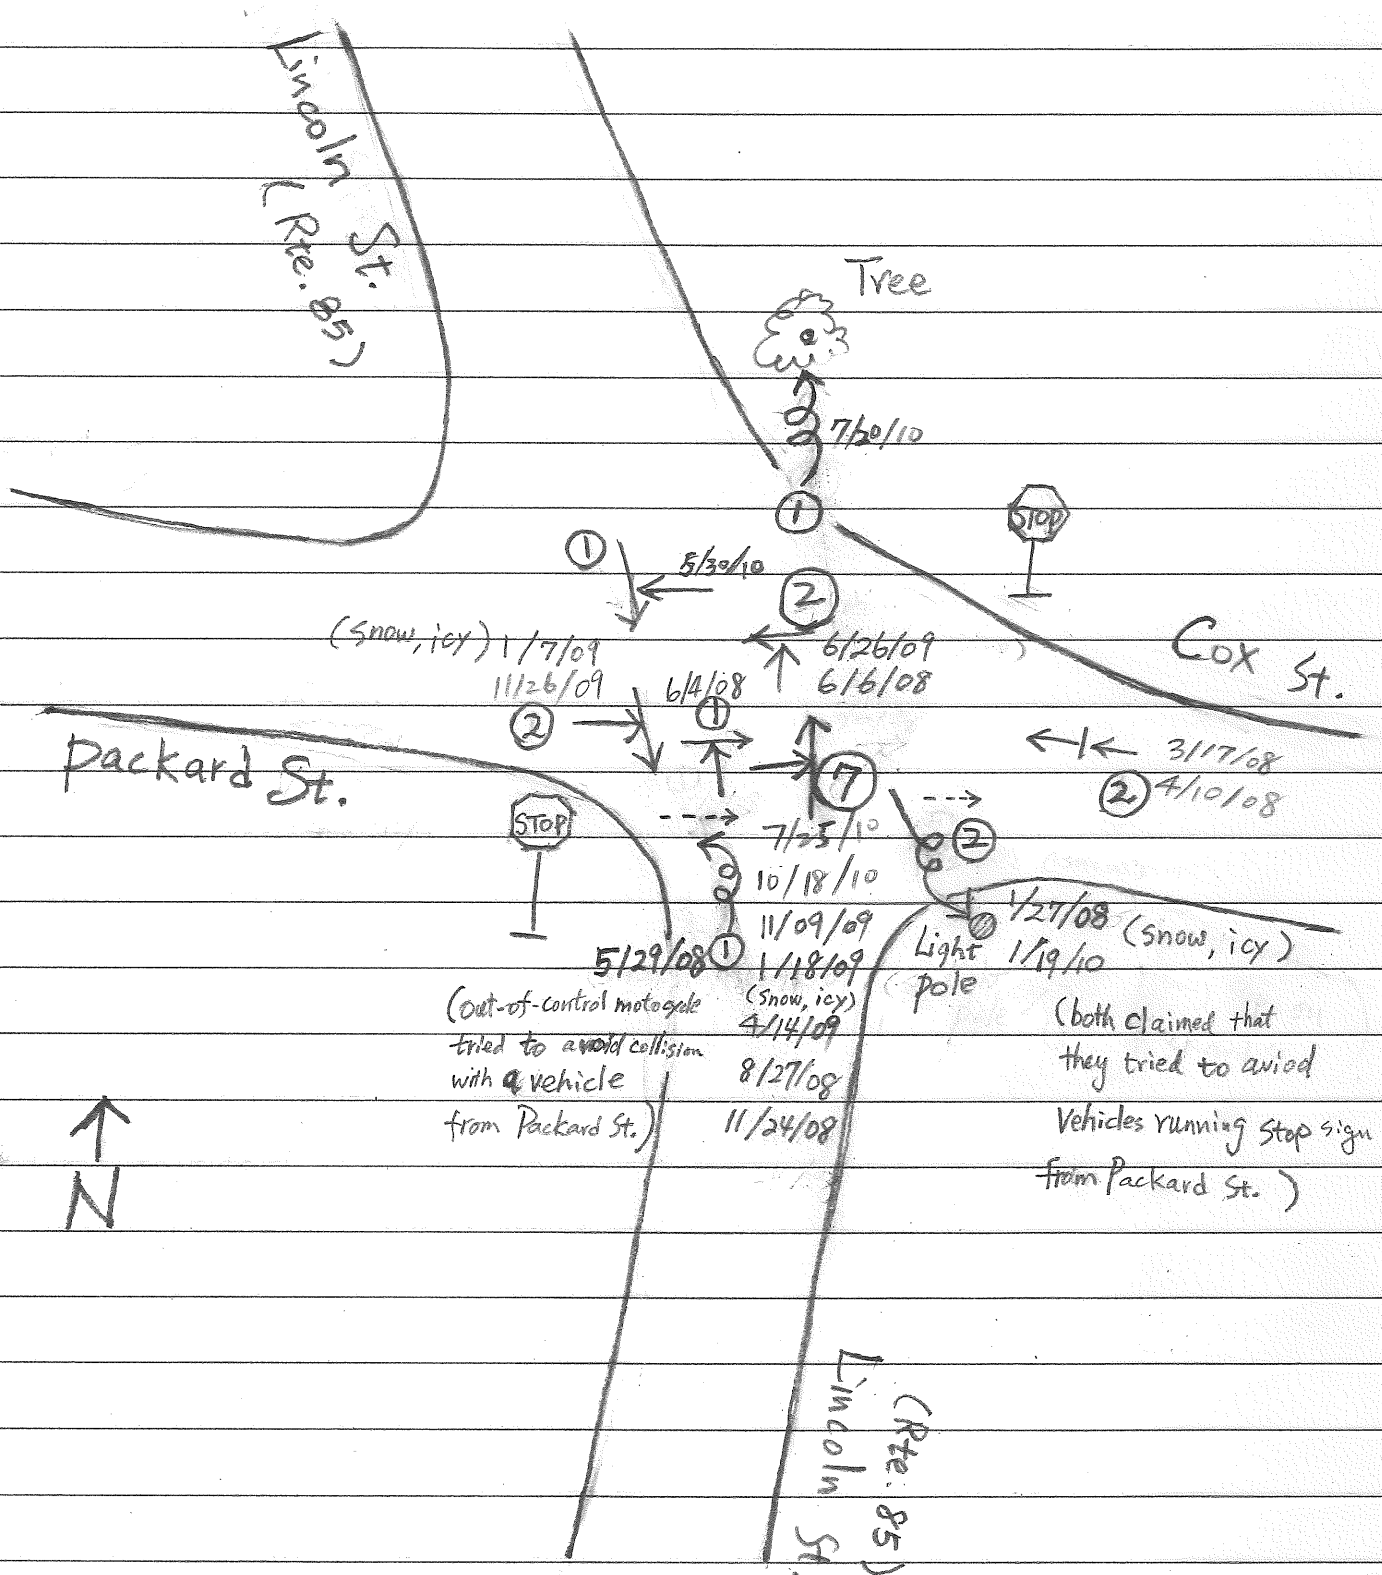 Lincoln St.
(Rte. 85)
Tree
7/20/10
1
STOP
1
5/30/10
2
Cox St.
(snow, icy) 1/7/09
11/26/09
6/26/09
6/6/08
6/4/08
1
2
Packard St.
3/17/08
2 4/10/08
7
STOP
2
7/25/10
10/18/10
11/09/09
1/18/09
(snow, icy)
4/14/09
8/27/08
11/24/08
5/29/08 1
(out-of-control motocycle
tried to avoid collision
with a vehicle
from Packard St.)
Light
pole
1/27/08
1/19/10
(snow, icy)
(both claimed that
they tried to aviod
vehicles running stop sign
from Packard St.)
N
(Rte. 85)
Lincoln St.